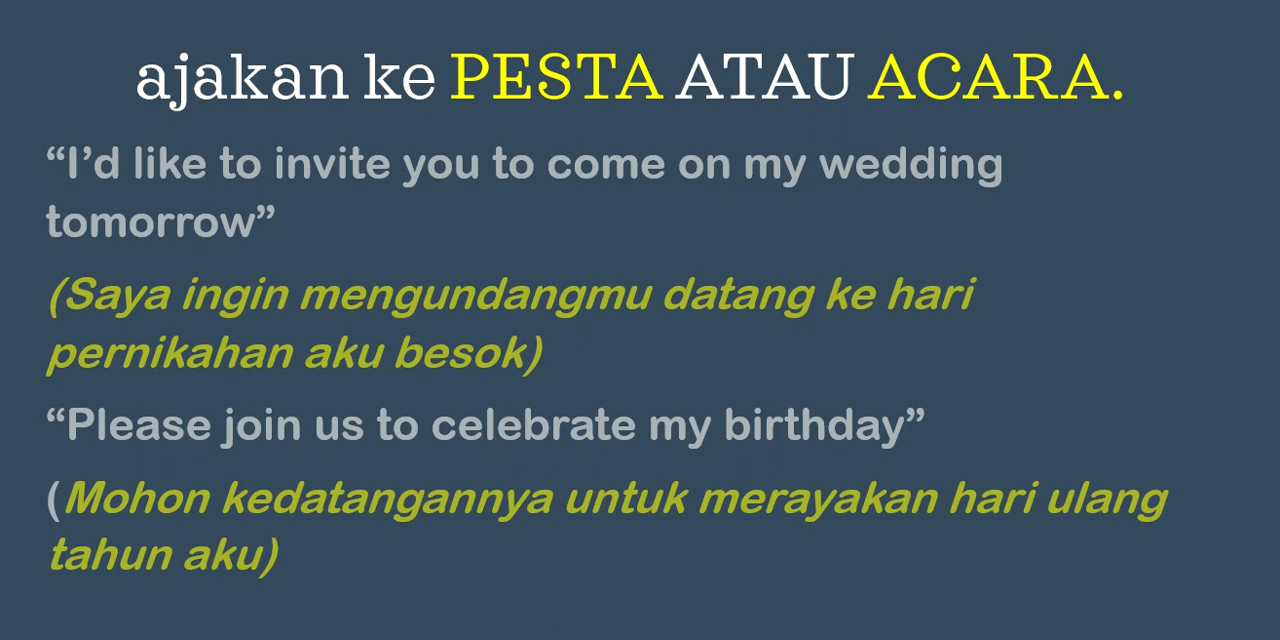 ajakan ke PESTA ATAU ACARA.
“I’d like to invite you to come on my wedding
tomorrow”
(Saya ingin mengundangmu datang ke hari
pernikahan aku besok)
“Please join us to celebrate my birthday”
(Mohon kedatangannya untuk merayakan hari ulang
tahun aku)